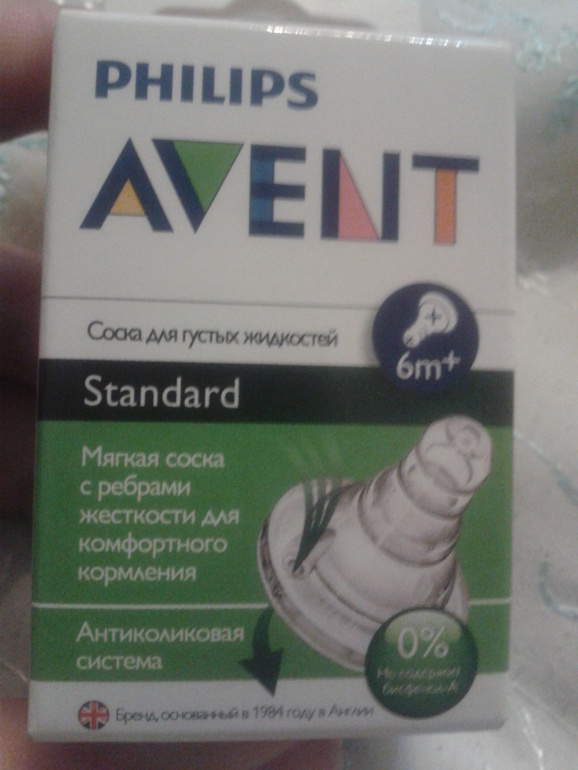 PHILIPS
AVENT
Соска для густых жидкостей
6m+
Standard
Мягкая соска
с ребрами
жесткости для
комфортного
кормления
Антиколиковая
система
0%
Не содержит
бисфенол-А
Бренд, основанный в 1984 году в Англии